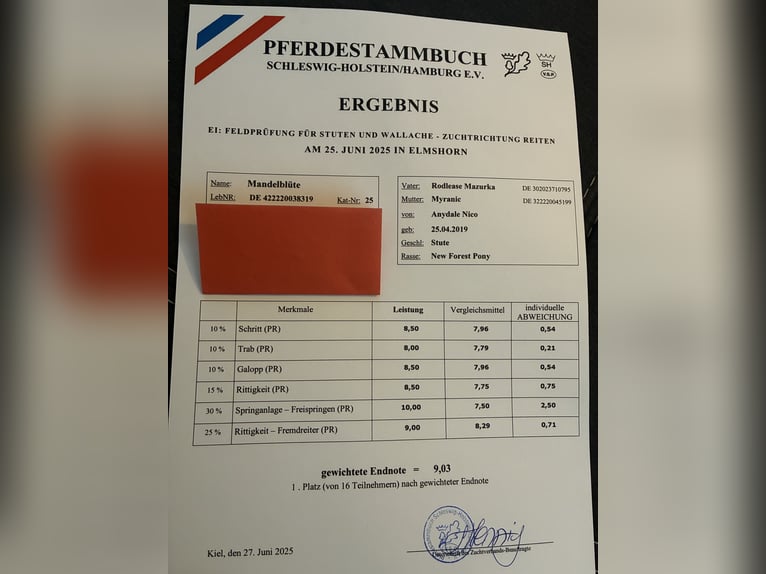 PFERDESTAMMBUCH
SCHLESWIG-HOLSTEIN/HAMBURG E.V.
SH
ERGEBNIS
EI: FELDPRÜFUNG FÜR STUTEN UND WALLACHE - ZUCHTRICHTUNG REITEN
AM 25. JUNI 2025 IN ELMSHORN
Name: Mandelblüte
LebNR: DE 422220038319 Kat-Nr: 25
Vater: Rodlease Mazurka DE 302023710795
Mutter: Myranic DE 322220045199
von: Anydale Nico
geb: 25.04.2019
Geschl: Stute
Rasse: New Forest Pony
Merkmale Leistung Vergleichsmittel individuelle ABWEICHUNG
10 % Schritt (PR) 8,50 7,96 0,54
10 % Trab (PR) 8,00 7,79 0,21
10 % Galopp (PR) 8,50 7,96 0,54
15 % Rittigkeit (PR) 8,50 7,75 0,75
30 % Springanlage – Freispringen (PR) 10,00 7,50 2,50
25 % Rittigkeit – Fremdreiter (PR) 9,00 8,29 0,71
gewichtete Endnote = 9,03
1 . Platz (von 16 Teilnehmern) nach gewichteter Endnote
Kiel, den 27. Juni 2025